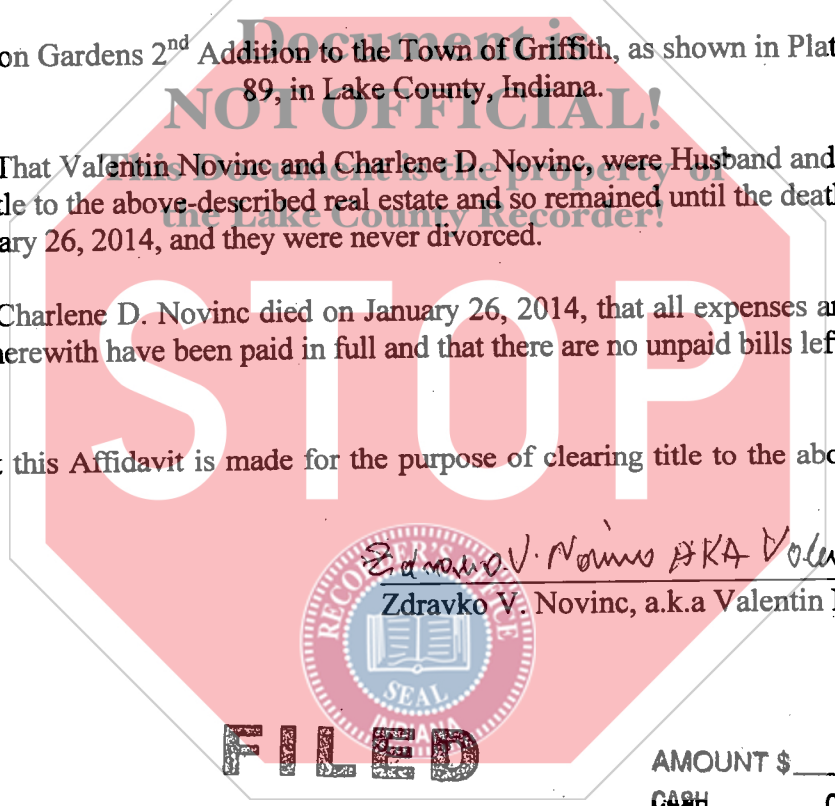 Document is
on Gardens 2nd Addition to the Town of Griffith, as shown in Plat
89, in Lake County, Indiana.
NOT OFFICIAL!
That Valentin Novinc and Charlene D. Novinc, were Husband and
This Document is the property of
tle to the above-described real estate and so remained until the deat
the Lake County Recorder!
ary 26, 2014, and they were never divorced.
Charlene D. Novinc died on January 26, 2014, that all expenses a
herewith have been paid in full and that there are no unpaid bills lef
STOP
this Affidavit is made for the purpose of clearing title to the abo
Zdravko V. Novinc AKA Vale
Zdravko V. Novinc, a.k.a Valentin
RECORDER'S OFFICE
SEAL
INDIANA
FILED
AMOUNT $
CASH